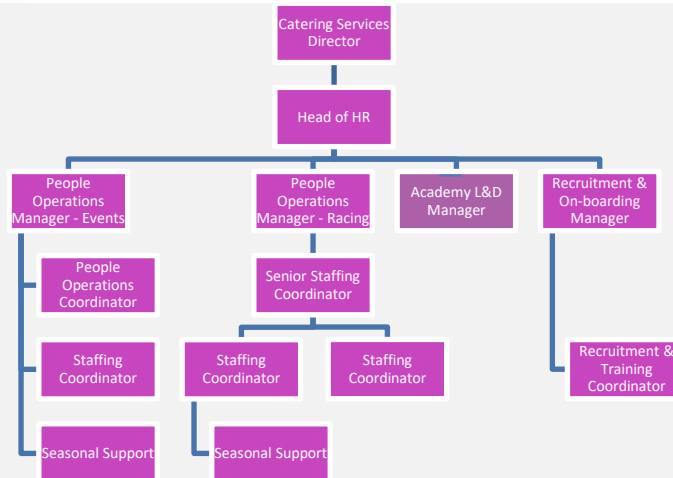 Catering Services
Director
Head of HR
People
Operations
Manager - Events
People
Operations
Manager - Racing
Academy L&D
Manager
Recruitment &
On-boarding
Manager
People
Operations
Coordinator
Senior Staffing
Coordinator
Staffing
Coordinator
Staffing
Coordinator
Staffing
Coordinator
Recruitment &
Training
Coordinator
Seasonal Support
Seasonal Support